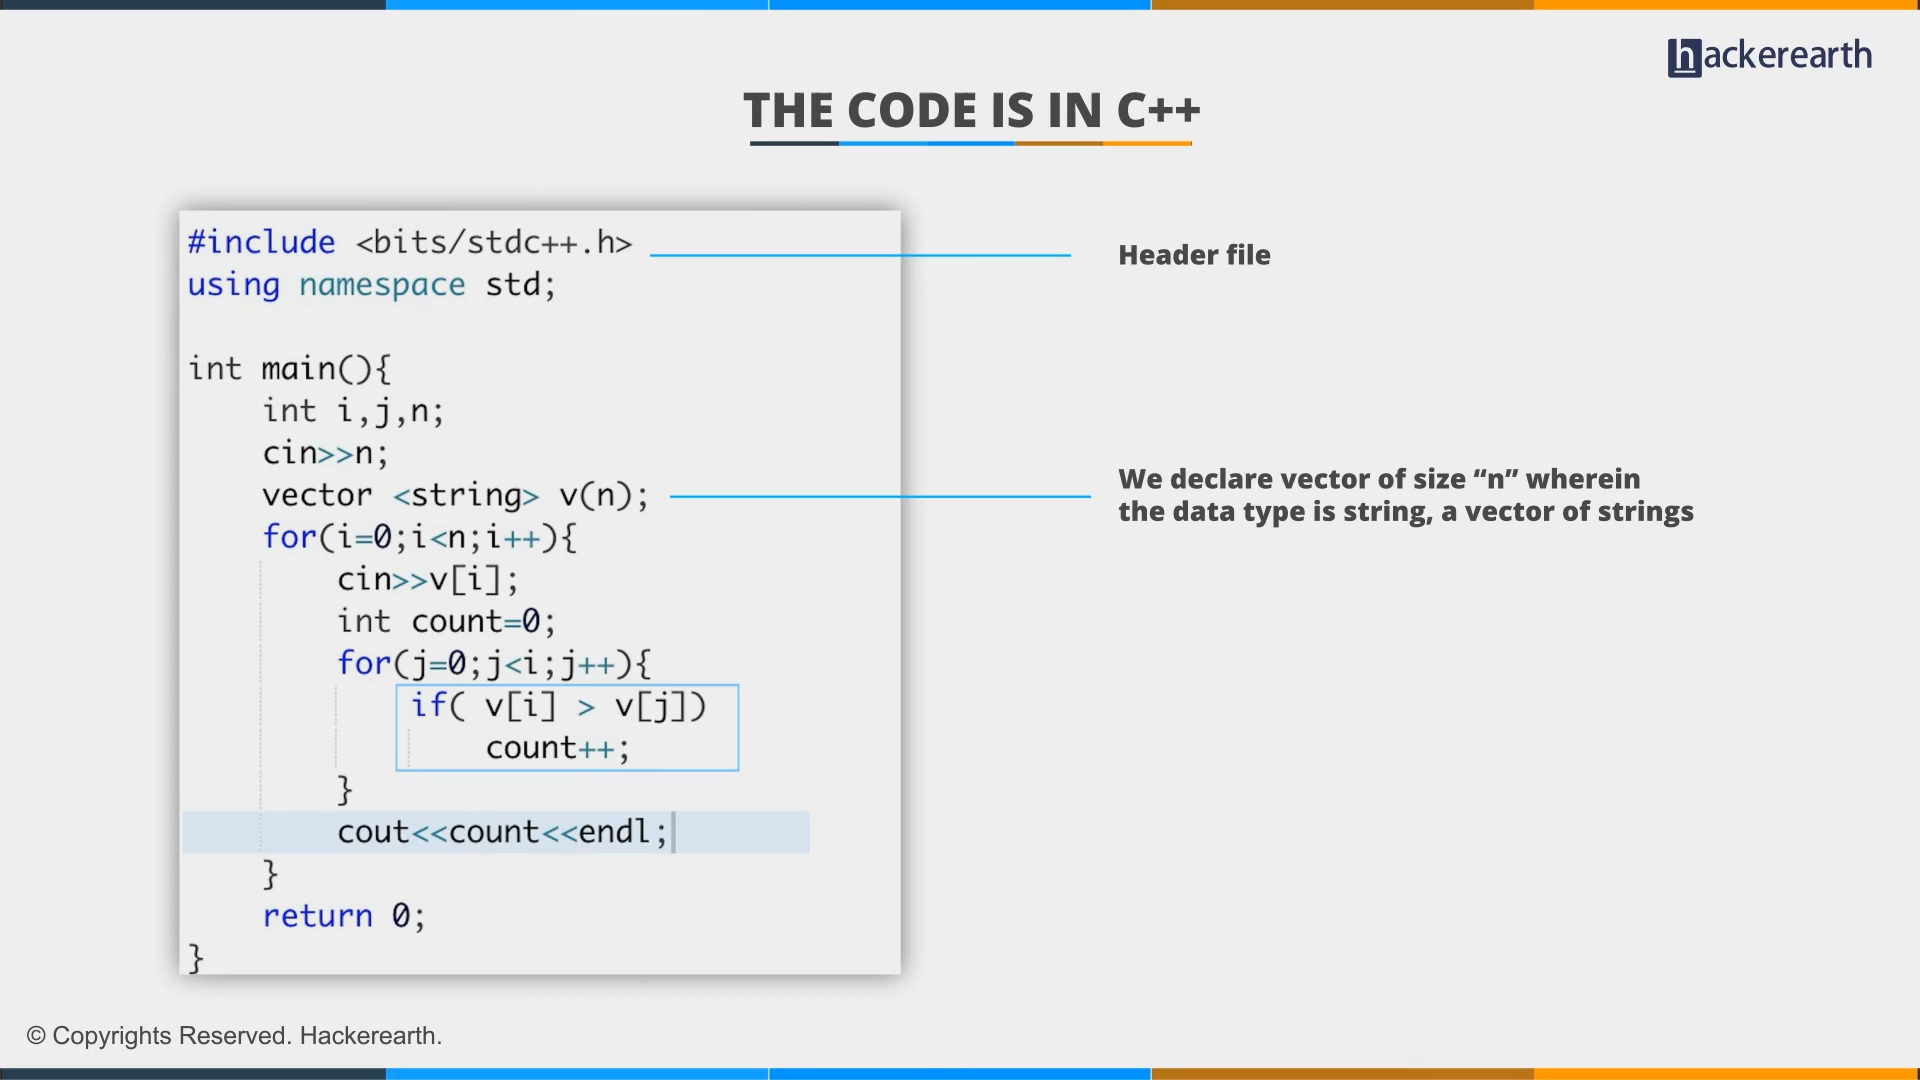 hackerearth
THE CODE IS IN C++
#include <bits/stdc++.h>
Header file
using namespace std;
int main(){
int i,j,n;
cin>>n;
vector <string> v(n);
We declare vector of size “n” wherein
the data type is string, a vector of strings
for(i=0;i<n;i++){
cin>>v[i];
int count=0;
for(j=0;j<i;j++){
if( v[i] > v[j])
count++;
}
cout<<count<<endl;
}
return 0;
}
© Copyrights Reserved. Hackerearth.